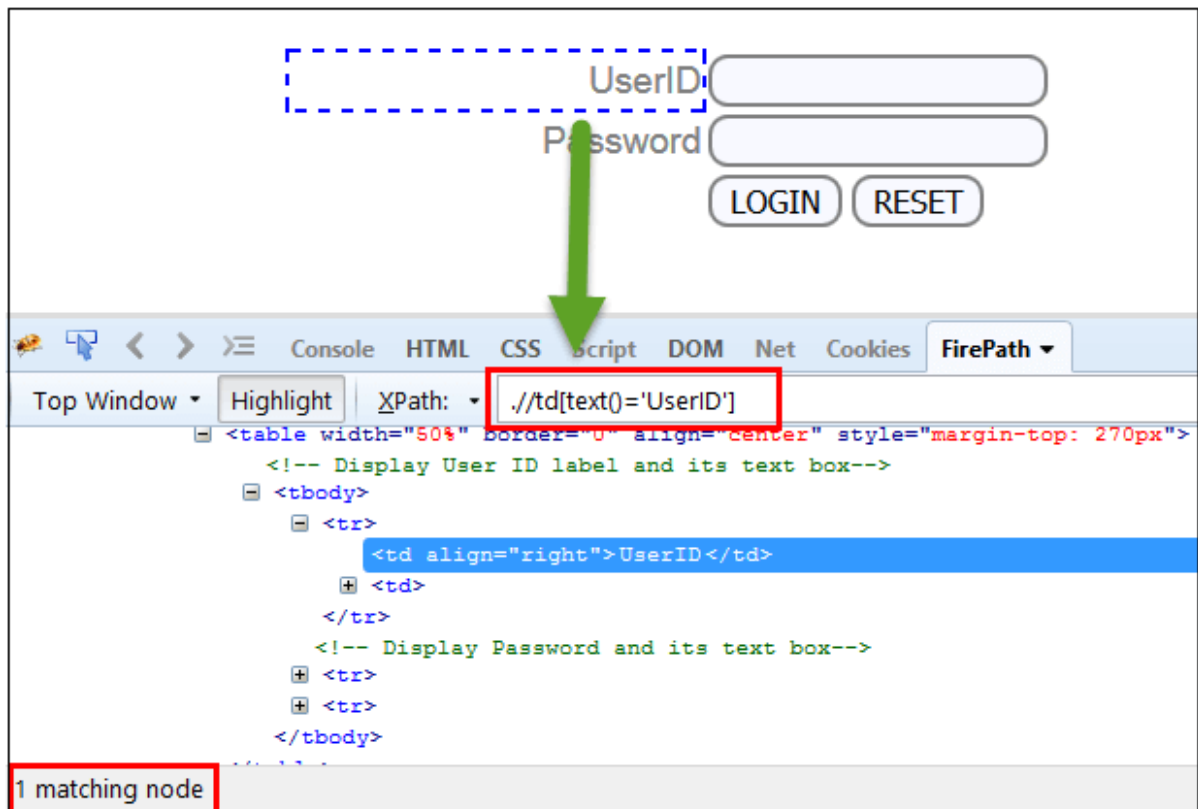 UserID
Password
LOGIN RESET
Console HTML CSS Script DOM Net Cookies FirePath
Top Window Highlight XPath: .//td[text()='UserID']
<table width="50%" border="0" align="center" style="margin-top: 270px">
<!-- Display User ID label and its text box-->
<tbody>
<tr>
<td align="right">UserID</td>
<td>
</tr>
<!-- Display Password and its text box-->
<tr>
<tr>
</tbody>
1 matching node